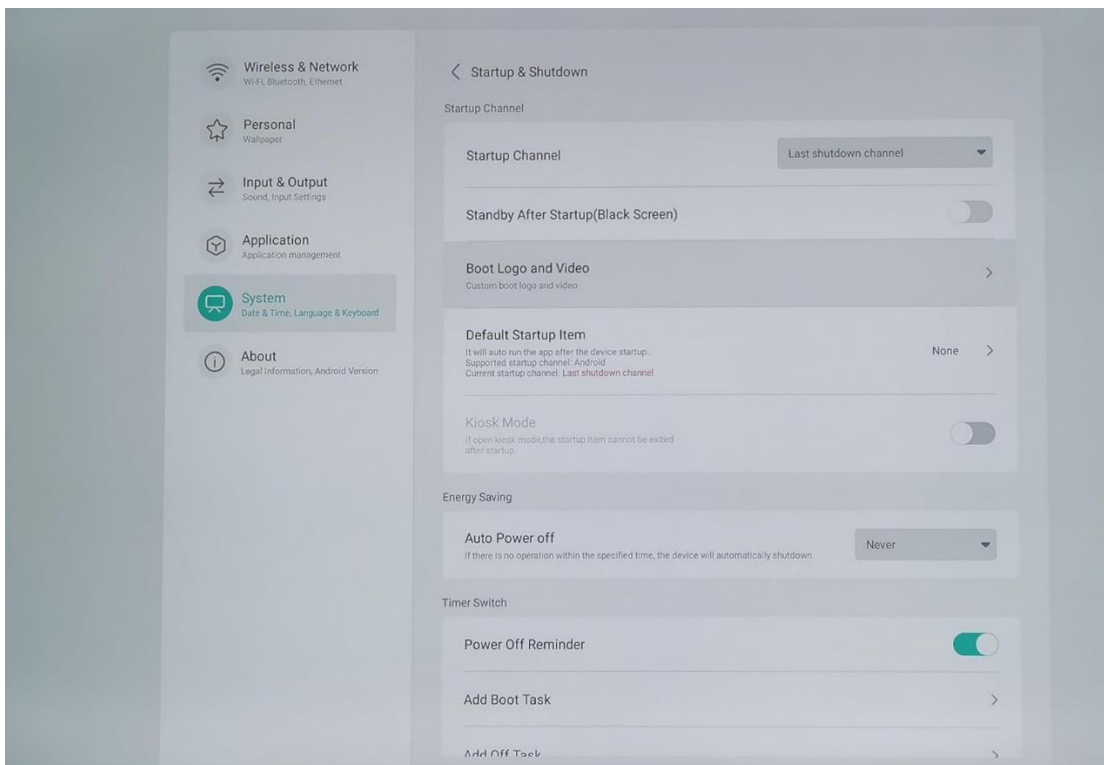 Wireless & Network
Wi-Fi, Bluetooth, Ethernet
Personal
Wallpaper
Input & Output
Sound, Input Settings
Application
Application management
System
Date & Time, Language & Keyboard
About
Legal Information, Android Version
Startup & Shutdown
Startup Channel
Startup Channel
Last shutdown channel
Standby After Startup(Black Screen)
Boot Logo and Video
Custom boot logo and video
Default Startup Item
It will auto run the app after the device startup.
Supported startup channel: Android
Current startup channel: Last shutdown channel
None
Kiosk Mode
If open kiosk mode,the startup item cannot be exited
after startup.
Energy Saving
Auto Power off
If there is no operation within the specified time, the device will automatically shutdown
Never
Timer Switch
Power Off Reminder
Add Boot Task
Add Off Task